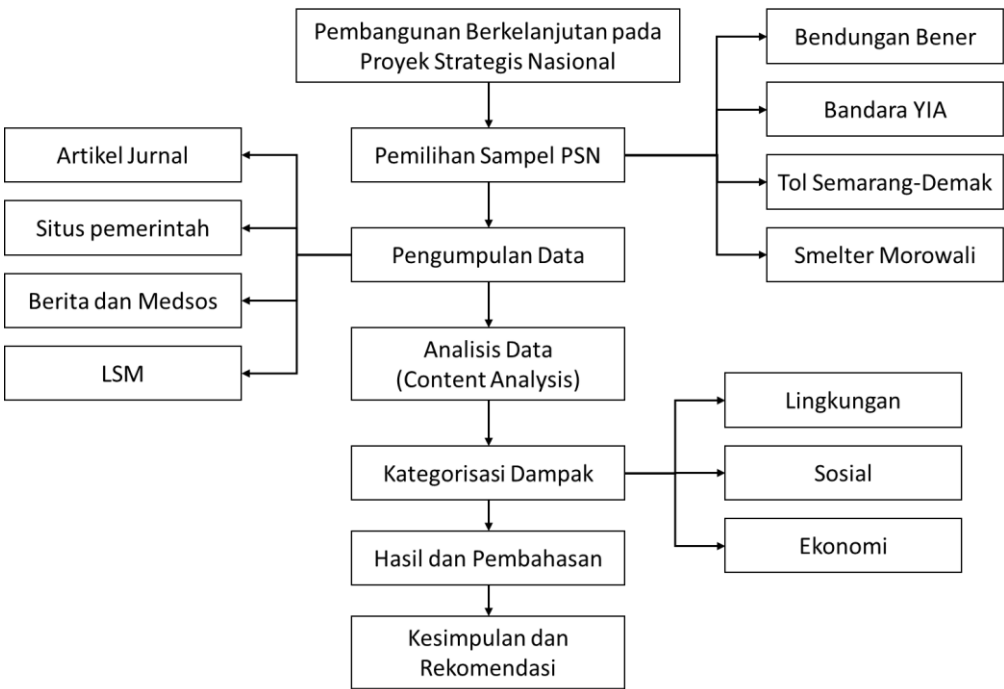 Pembangunan Berkelanjutan pada
Proyek Strategis Nasional
Pemilihan Sampel PSN
Bendungan Bener
Bandara YIA
Tol Semarang-Demak
Smelter Morowali
Pengumpulan Data
Artikel Jurnal
Situs pemerintah
Berita dan Medsos
LSM
Analisis Data
(Content Analysis)
Kategorisasi Dampak
Lingkungan
Sosial
Ekonomi
Hasil dan Pembahasan
Kesimpulan dan
Rekomendasi